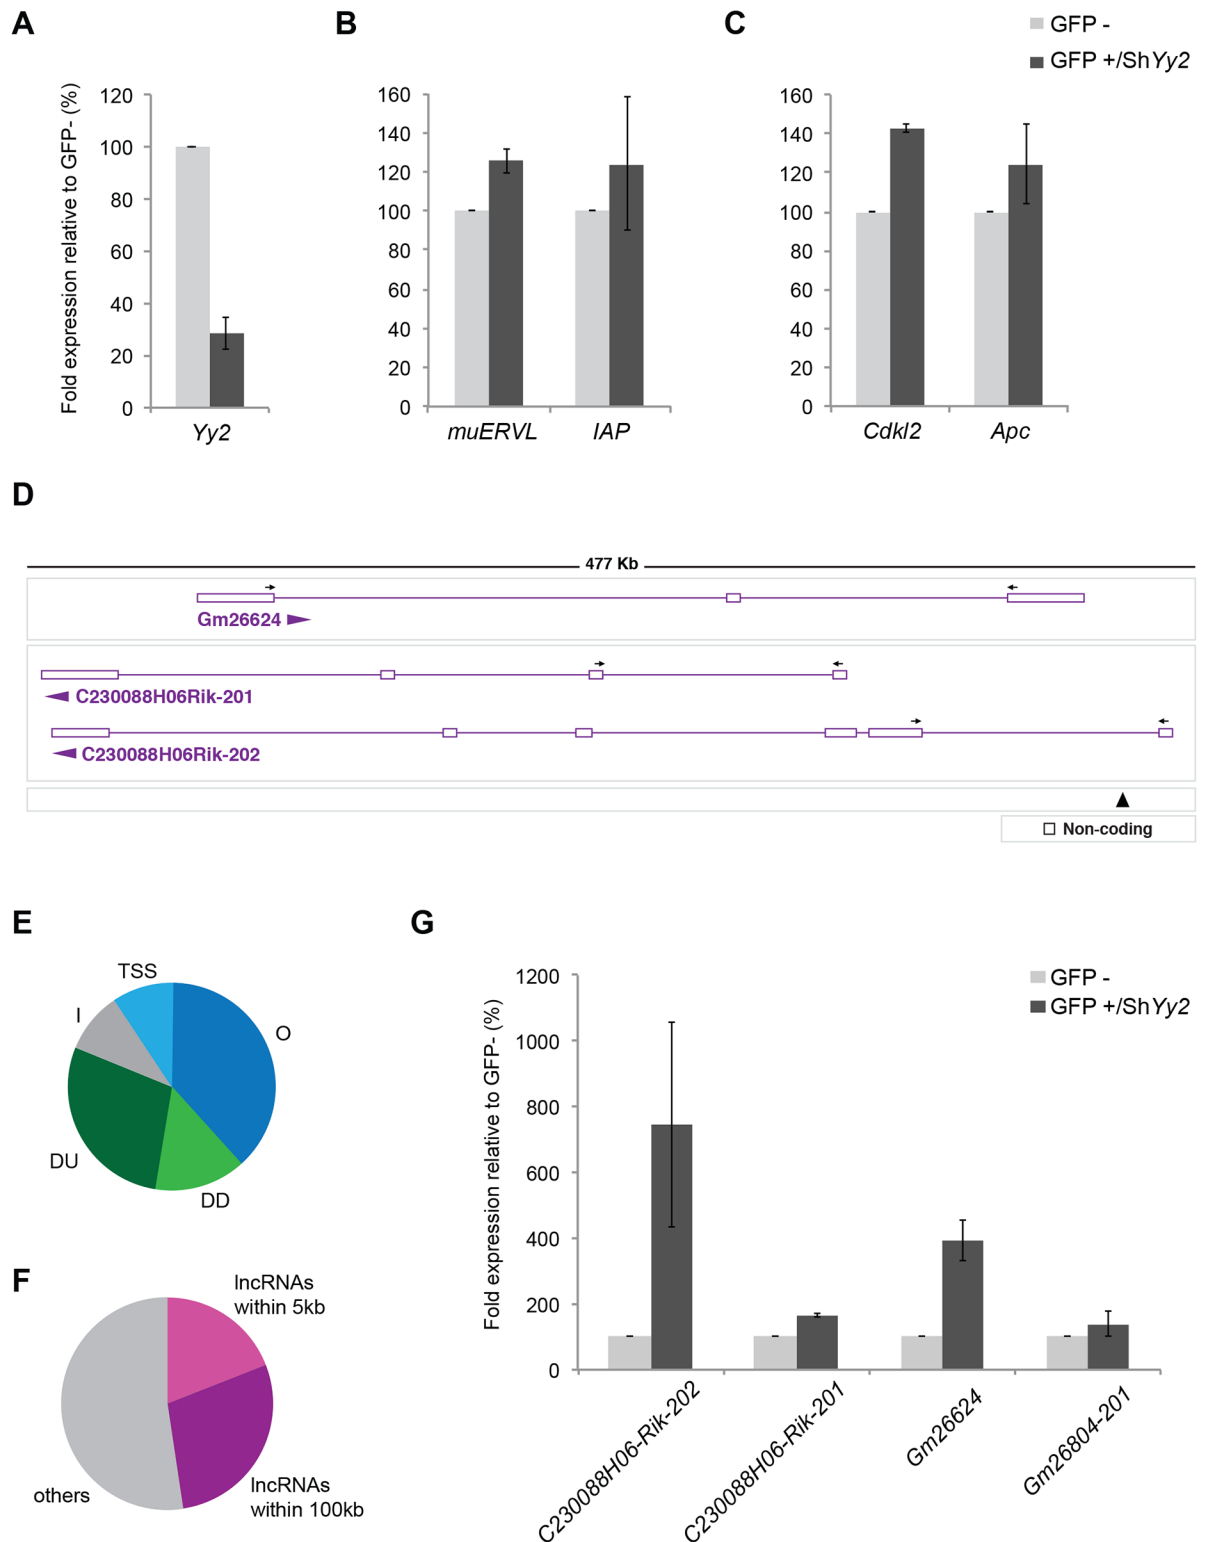 A
B
C
GFP -
GFP +/ShYy2
Fold expression relative to GFP- (%)
120
100
80
60
40
20
0
Yy2
160
140
120
100
80
60
40
20
0
muERVL
IAP
160
140
120
100
80
60
40
20
0
Cdkl2
Apc
D
477 Kb
Gm26624
C230088H06Rik-201
C230088H06Rik-202
Non-coding
E
TSS
I
O
DU
DD
F
lncRNAs
within 5kb
others
lncRNAs
within 100kb
G
GFP -
GFP +/ShYy2
Fold expression relative to GFP- (%)
1200
1000
800
600
400
200
0
C230088H06-Rik-202
C230088H06-Rik-201
Gm26624
Gm26804-201